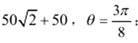 50√2 + 50 , θ = 3π/8 ;